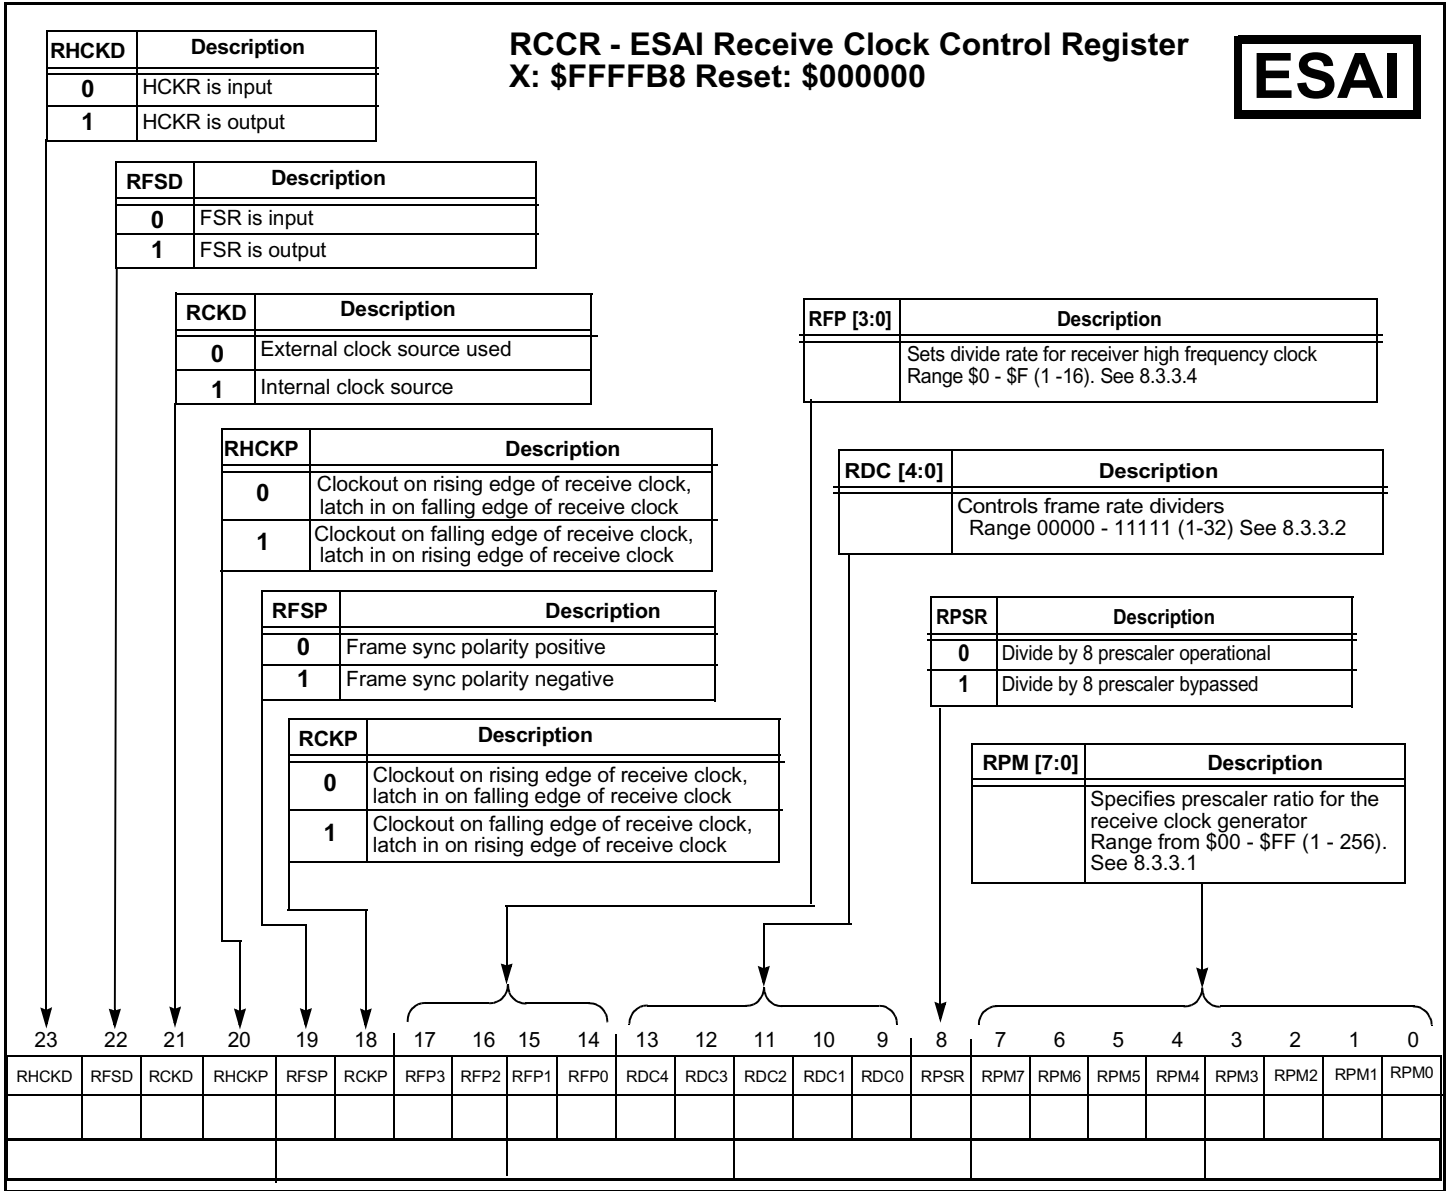 RCCR - ESAI Receive Clock Control Register
X: $FFFFB8 Reset: $000000
ESAI
RHCKD Description
0 HCKR is input
1 HCKR is output
RFSD Description
0 FSR is input
1 FSR is output
RCKD Description
0 External clock source used
1 Internal clock source
RHCKP Description
0 Clockout on rising edge of receive clock,
latch in on falling edge of receive clock
1 Clockout on falling edge of receive clock,
latch in on rising edge of receive clock
RFSP Description
0 Frame sync polarity positive
1 Frame sync polarity negative
RCKP Description
0 Clockout on rising edge of receive clock,
latch in on falling edge of receive clock
1 Clockout on falling edge of receive clock,
latch in on rising edge of receive clock
RFP [3:0] Description
Sets divide rate for receiver high frequency clock
Range $0 - $F (1 -16). See 8.3.3.4
RDC [4:0] Description
Controls frame rate dividers
Range 00000 - 11111 (1-32) See 8.3.3.2
RPSR Description
0 Divide by 8 prescaler operational
1 Divide by 8 prescaler bypassed
RPM [7:0] Description
Specifies prescaler ratio for the
receive clock generator
Range from $00 - $FF (1 - 256).
See 8.3.3.1
23 22 21 20 19 18 17 16 15 14 13 12 11 10 9 8 7 6 5 4 3 2 1 0
RHCKD RFSD RCKD RHCKP RFSP RCKP RFP3 RFP2 RFP1 RFP0 RDC4 RDC3 RDC2 RDC1 RDC0 RPSR RPM7 RPM6 RPM5 RPM4 RPM3 RPM2 RPM1 RPM0